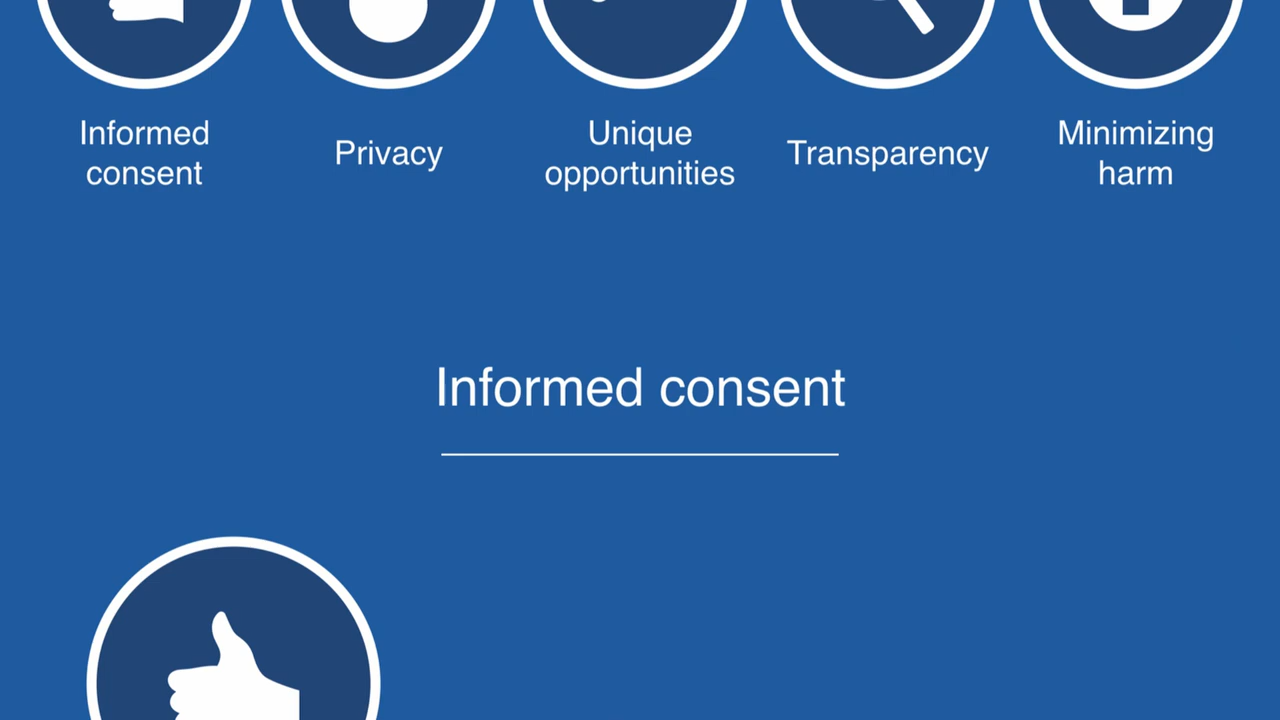 Informed
consent
Privacy
Unique
opportunities
Transparency
Minimizing
harm
Informed consent